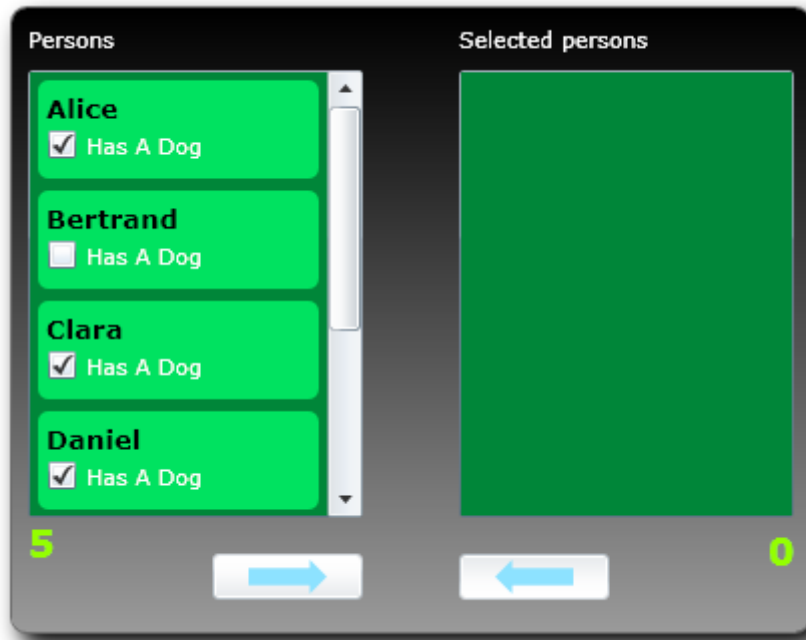 Persons
Selected persons
Alice
Has A Dog
Bertrand
Has A Dog
Clara
Has A Dog
Daniel
Has A Dog
5
0